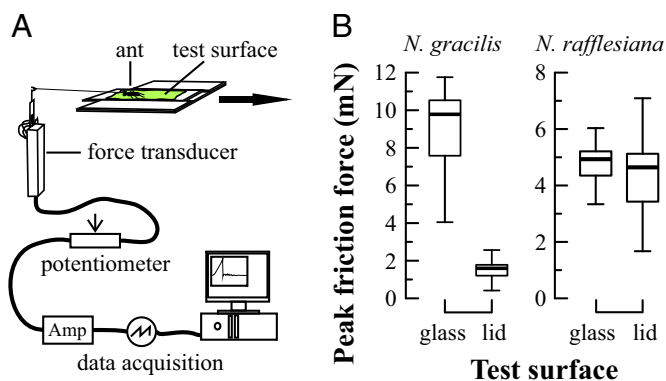 A
ant
test surface
force transducer
potentiometer
Amp
data acquisition
B
N. gracilis
N. rafflesiana
Peak friction force (mN)
12
10
8
6
4
2
0
8
6
4
2
0
glass lid
glass lid
Test surface